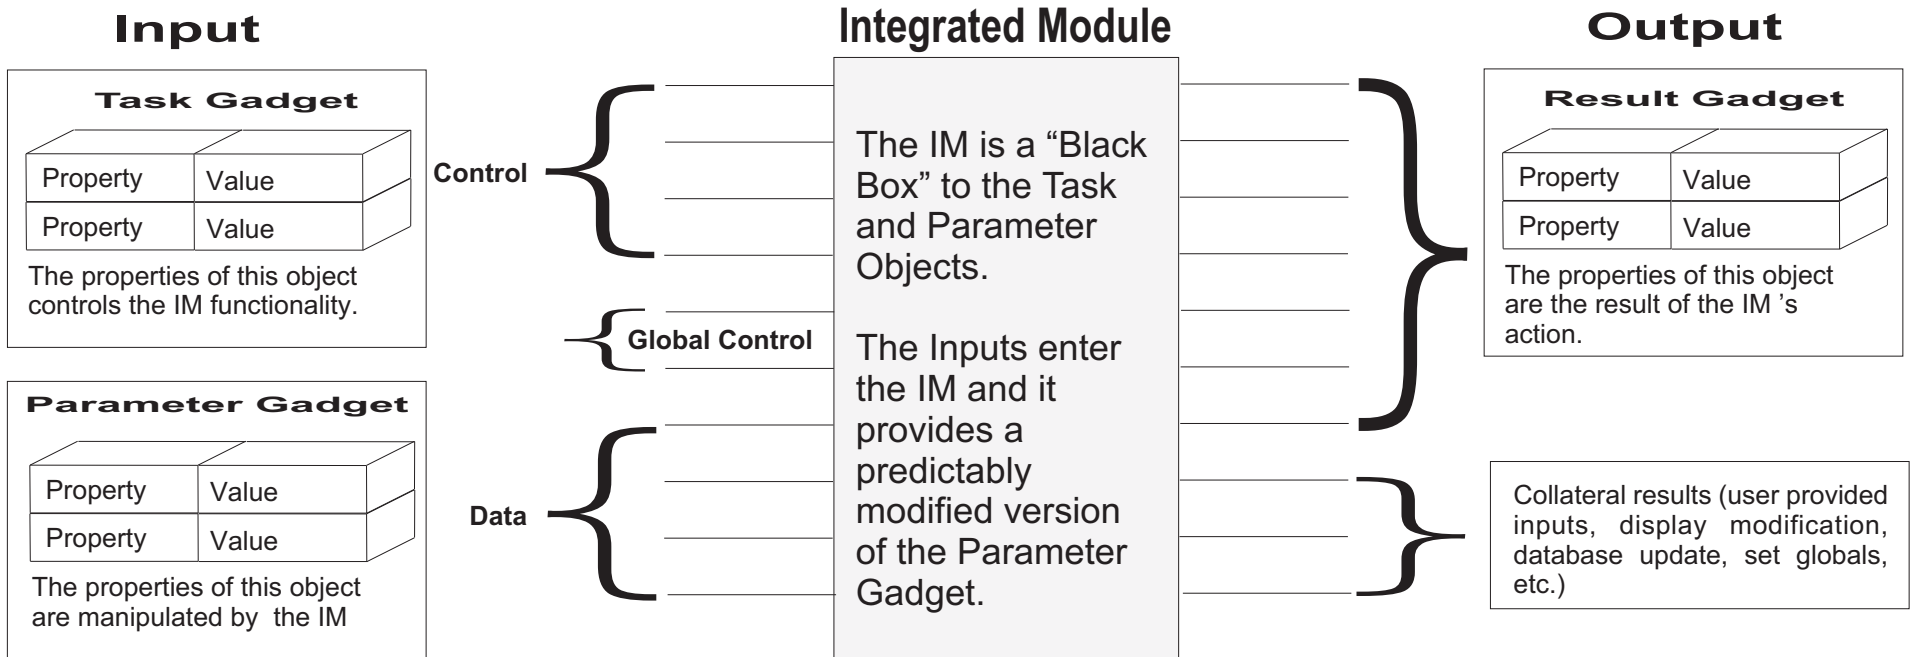 Input
Integrated Module
Output
Task Gadget
Property Value
Property Value
The properties of this object
controls the IM functionality.
Parameter Gadget
Property Value
Property Value
The properties of this object
are manipulated by the IM
Control
Global Control
Data
The IM is a “Black
Box” to the Task
and Parameter
Objects.
The Inputs enter
the IM and it
provides a
predictably
modified version
of the Parameter
Gadget.
Result Gadget
Property Value
Property Value
The properties of this object
are the result of the IM ’s
action.
Collateral results (user provided
inputs, display modification,
database update, set globals,
etc.)